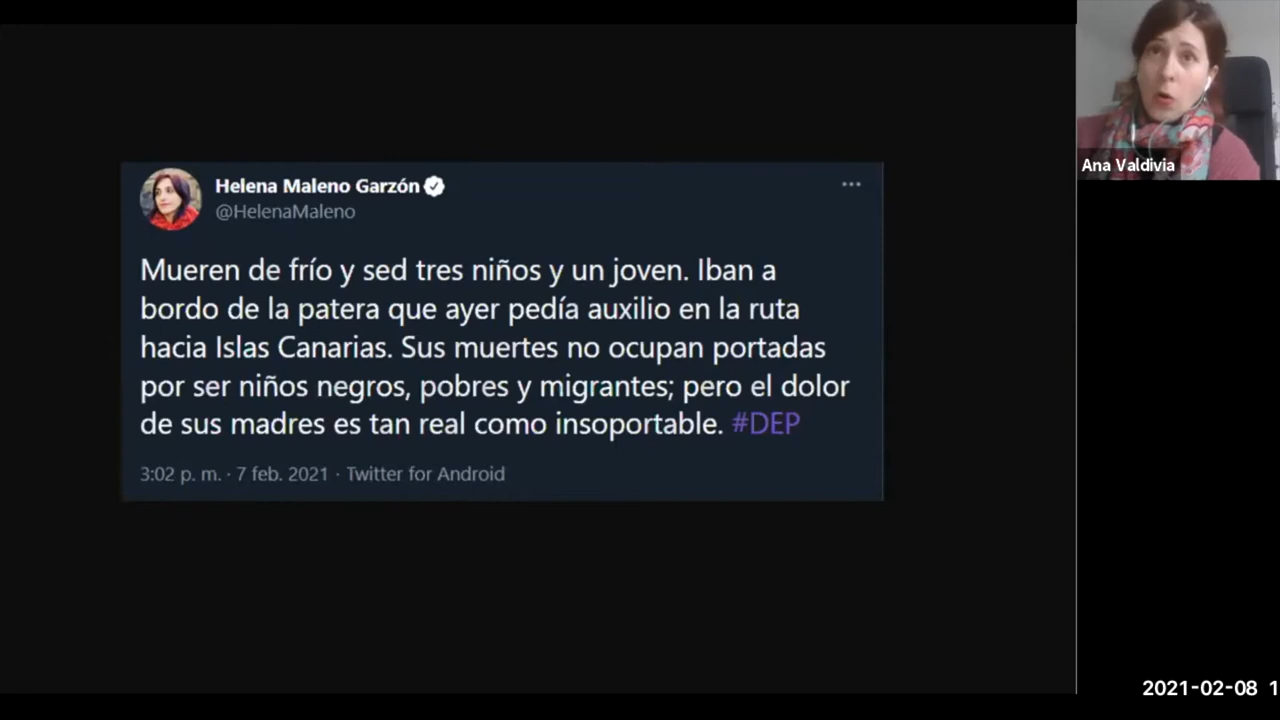 Helena Maleno Garzón
@HelenaMaleno
Mueren de frío y sed tres niños y un joven. Iban a
bordo de la patera que ayer pedía auxilio en la ruta
hacia Islas Canarias. Sus muertes no ocupan portadas
por ser niños negros, pobres y migrantes; pero el dolor
de sus madres es tan real como insoportable. #DEP
3:02 p. m. · 7 feb. 2021 · Twitter for Android
Ana Valdivia
2021-02-08 1